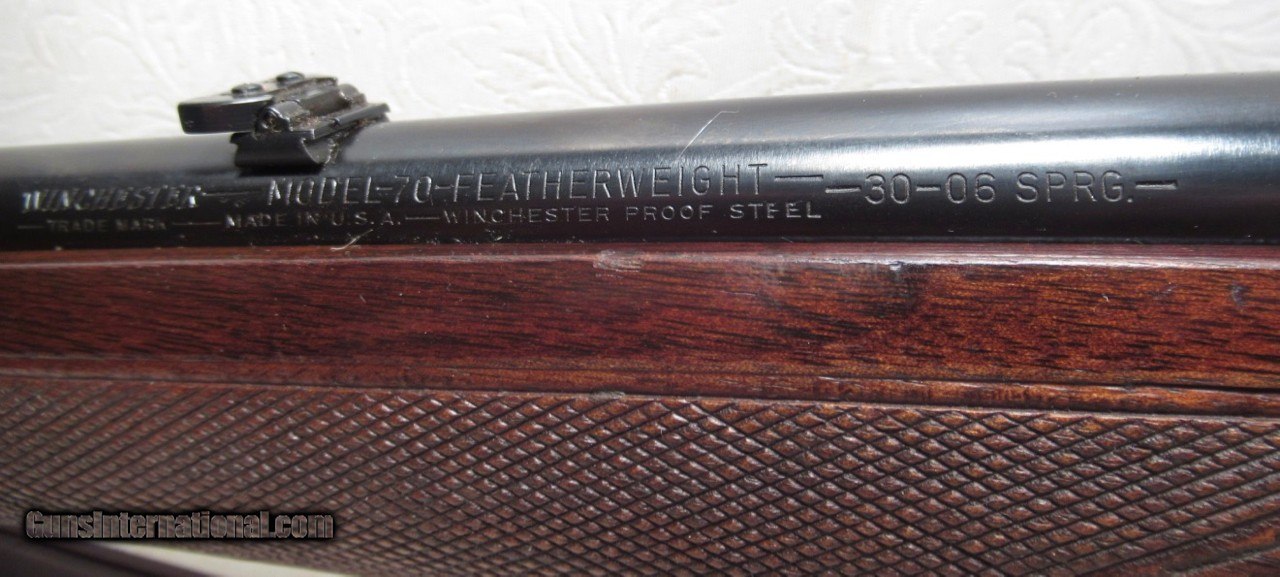 WINCHESTER — MODEL-70-FEATHERWEIGHT — —30-06 SPRG.—
—TRADE MARK— MADE IN U.S.A.—WINCHESTER PROOF STEEL
GunsInternational.com